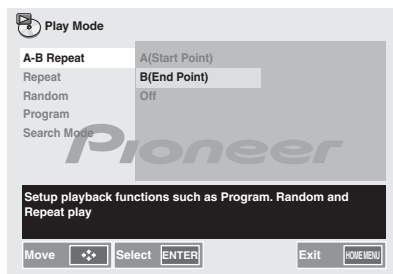 Play Mode
A-B Repeat A(Start Point)
Repeat B(End Point)
Random Off
Program
Search Mode
Pioneer
Setup playback functions such as Program. Random and
Repeat play
Move Select ENTER Exit HOME MENU